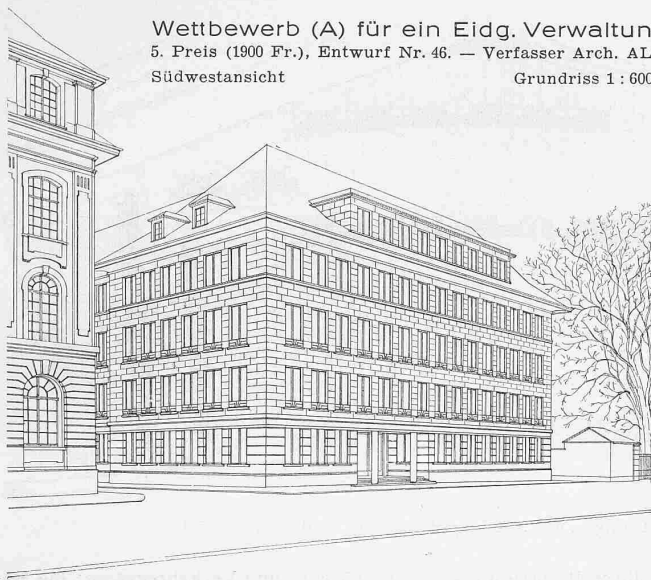 Wettbewerb (A) für ein Eidg. Verwaltun
5. Preis (1900 Fr.), Entwurf Nr. 46. — Verfasser Arch. AL
Südwestansicht Grundriss 1 : 600